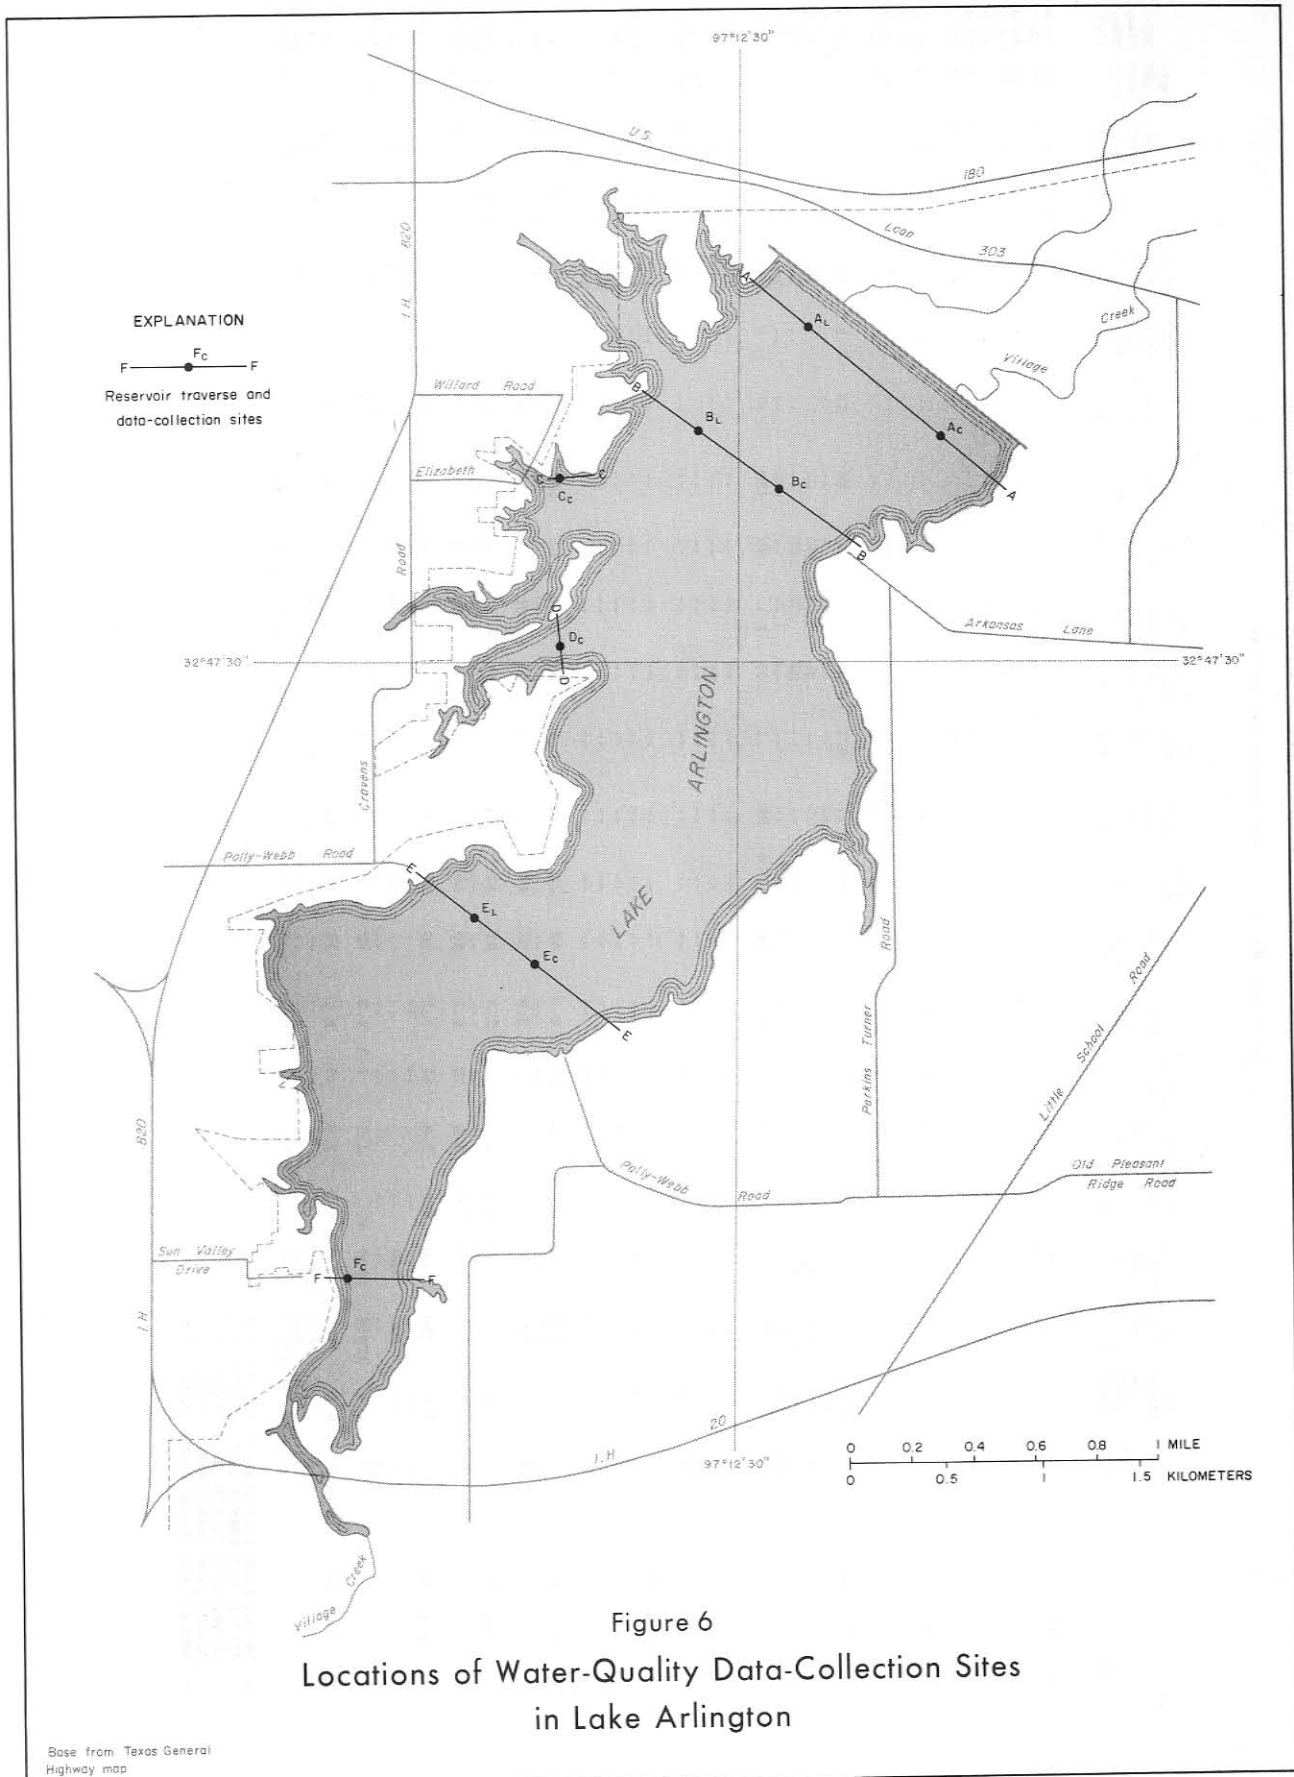 97°12'30"
U.S.
180
Loop
303
820
I.H.
EXPLANATION
Fc
F F
Reservoir traverse and
data-collection sites
A
AL
Creek
Village
Willard Road
B
BL
Ac
Elizabeth
C C
Cc
Bc
A
Road
B
D
Dc
Arkansas Lane
32°47'30"
32°47'30"
D
ARLINGTON
Cravens
Polly-Webb Road
E
EL
LAKE
Ec
Road
Road
E
School
Parkins Turner
Little
820
Polly-Webb
Road
Old Pleasant
Ridge Road
Sun Valley
Drive
Fc
F F
I.H
20
I.H
0 0.2 0.4 0.6 0.8 1 MILE
0 0.5 1 1.5 KILOMETERS
97°12'30"
Village Creek
Figure 6
Locations of Water-Quality Data-Collection Sites
in Lake Arlington
Base from Texas General
Highway map